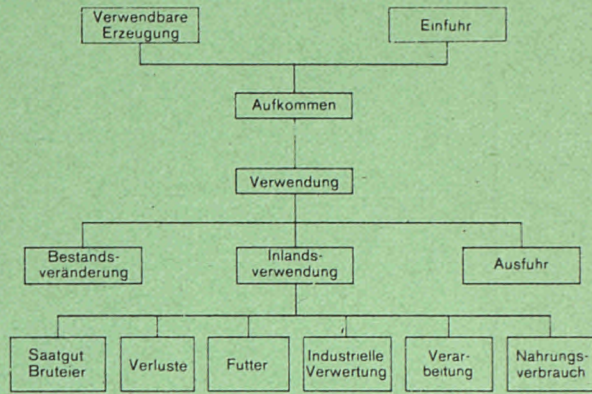 Verwendbare
Erzeugung
Einfuhr
Aufkommen
Verwendung
Bestands-
veränderung
Inlands-
verwendung
Ausfuhr
Saatgut
Bruteier
Verluste
Futter
Industrielle
Verwertung
Verar-
beitung
Nahrungs-
verbrauch